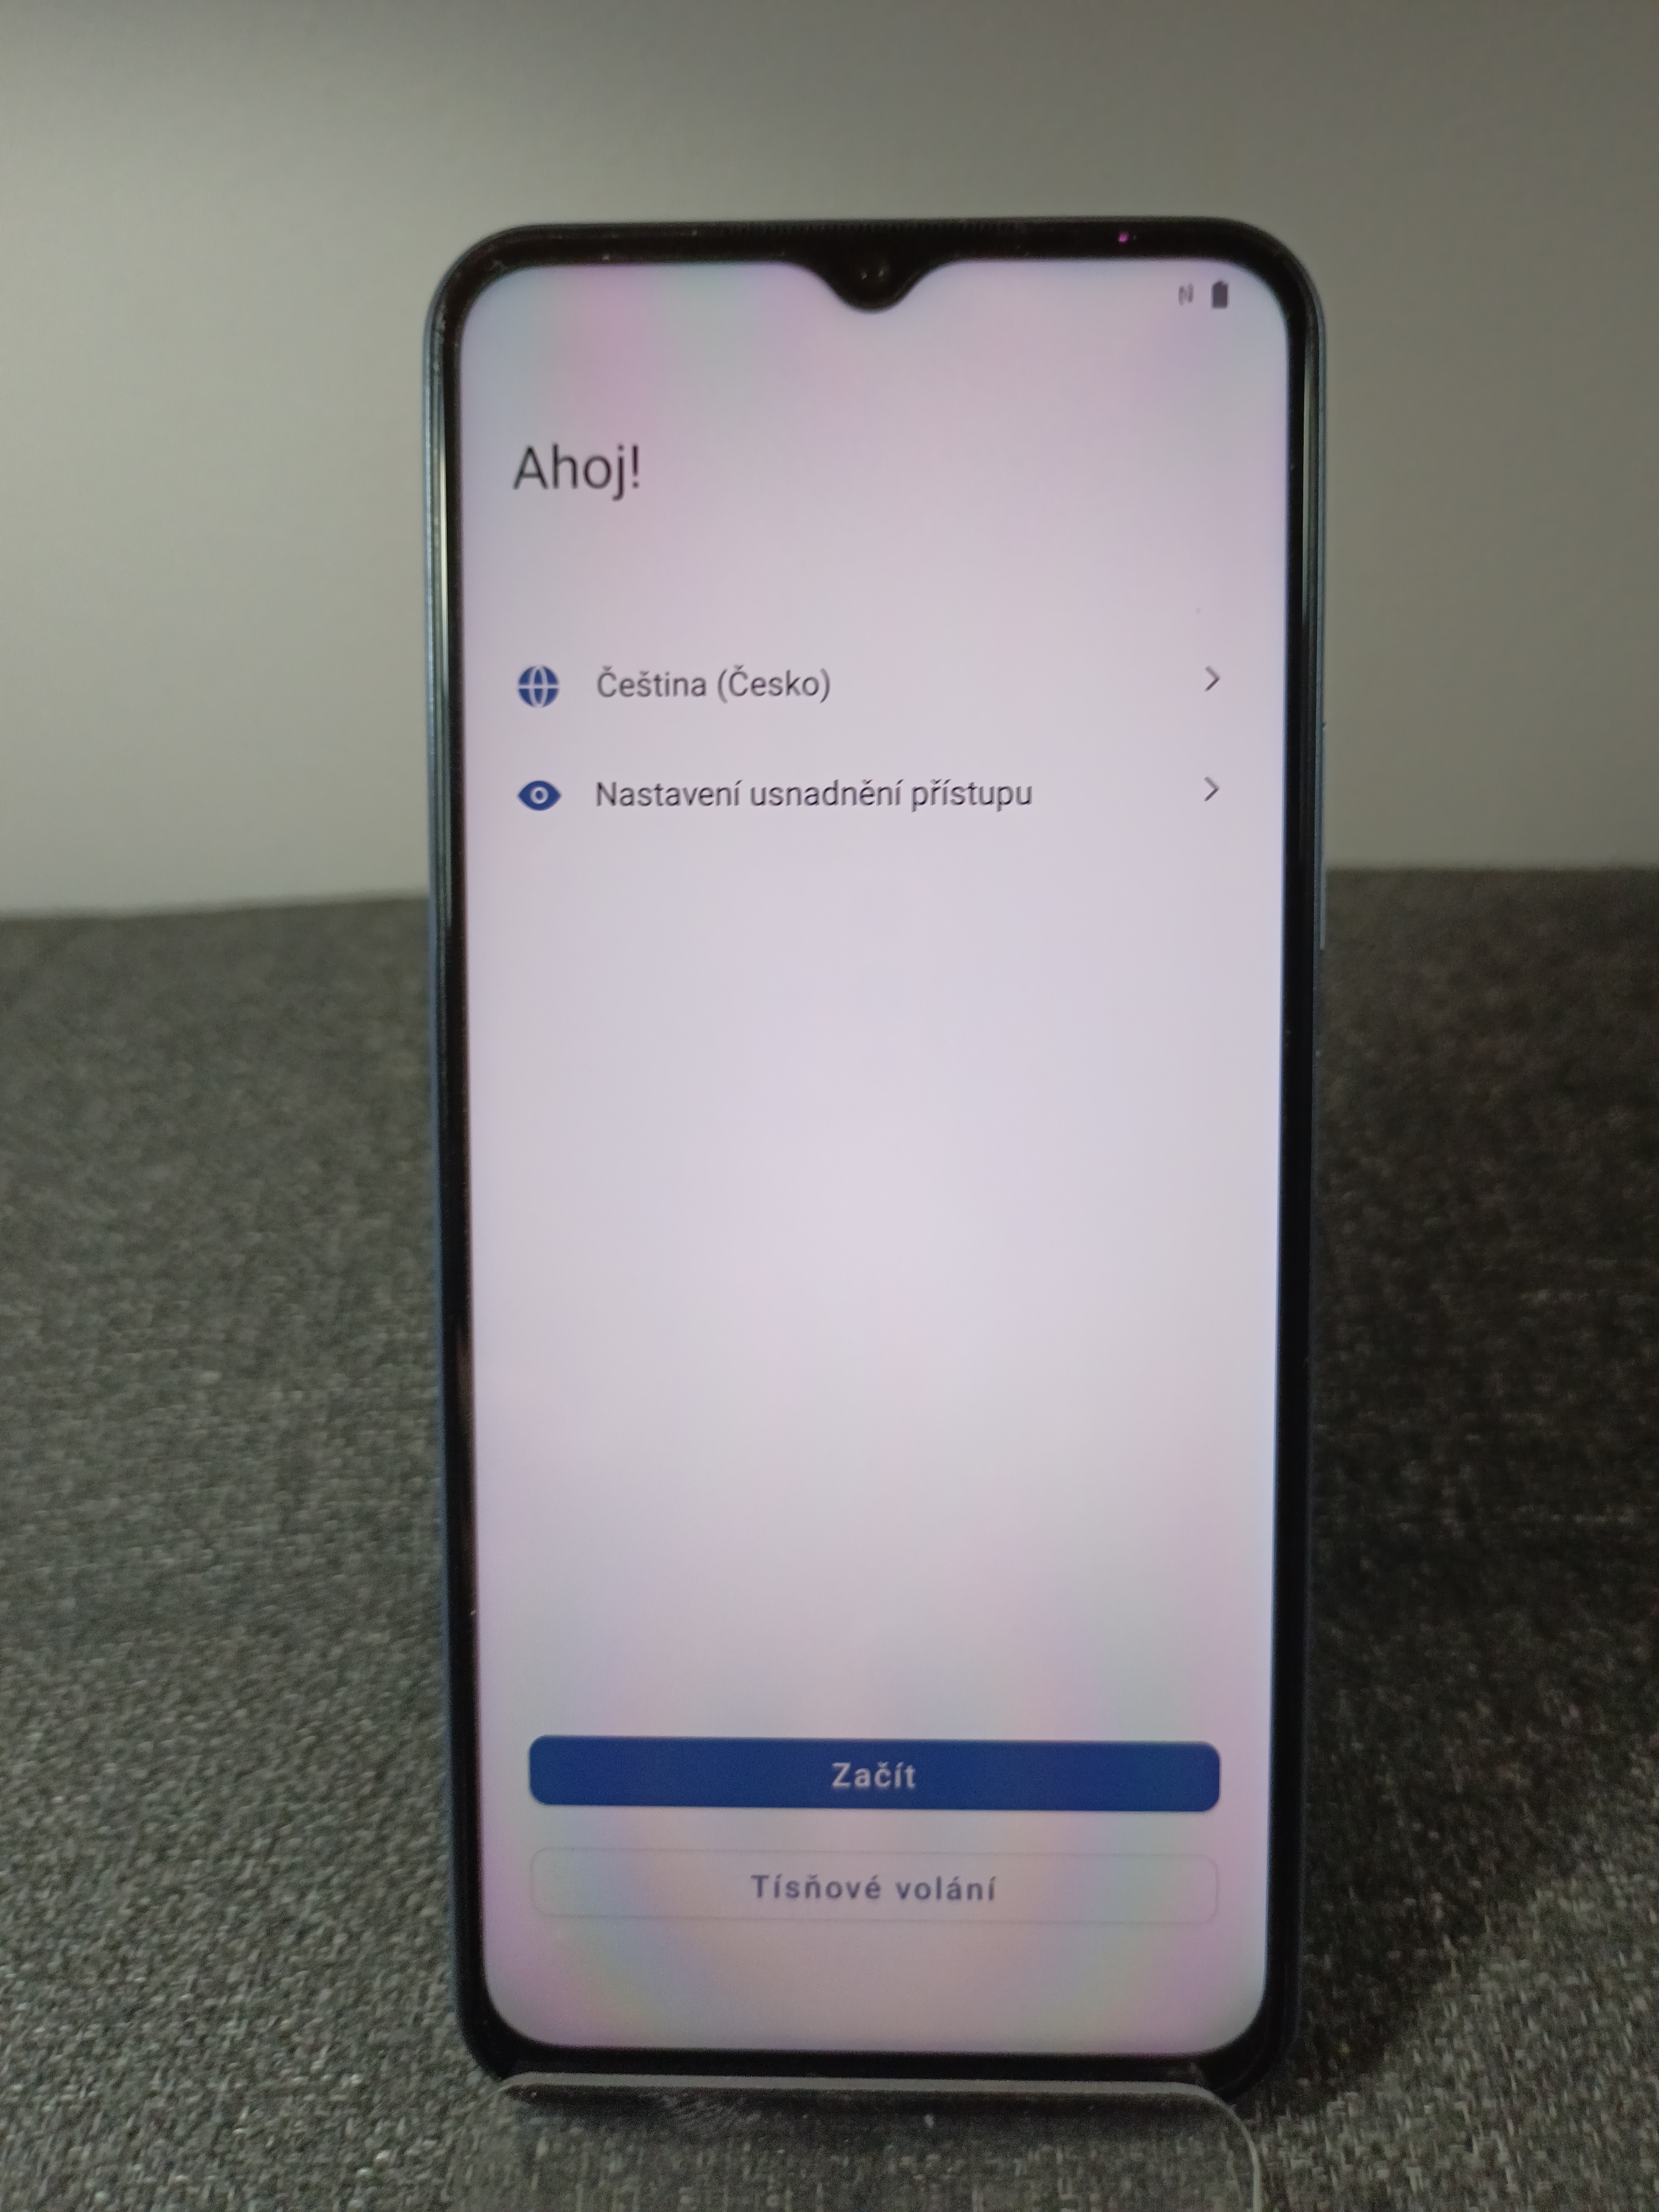 Ahoj!
Čeština (Česko)
Nastavení usnadnění přístupu
Začít
Tísňové volání